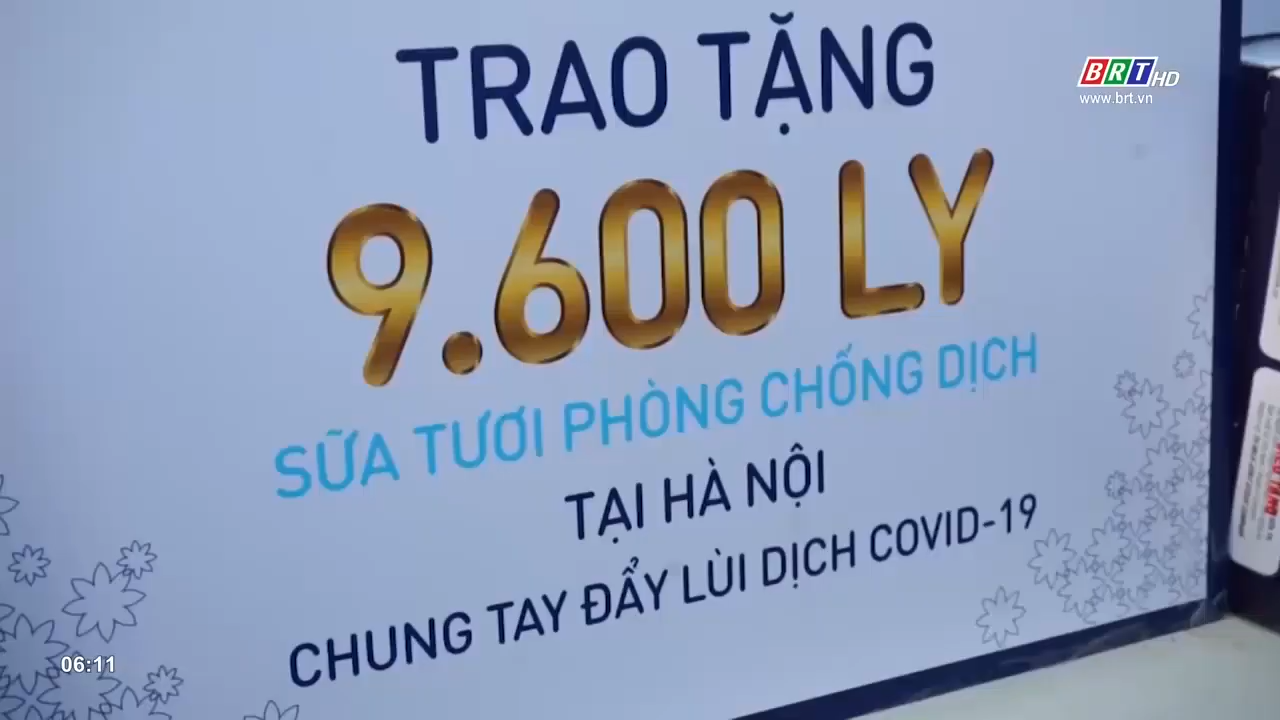 BRT HD
www.brt.vn
TRAO TẶNG
9.600 LY
SỮA TƯƠI PHÒNG CHỐNG DỊCH
TẠI HÀ NỘI
CHUNG TAY ĐẨY LÙI DỊCH COVID-19
06:11